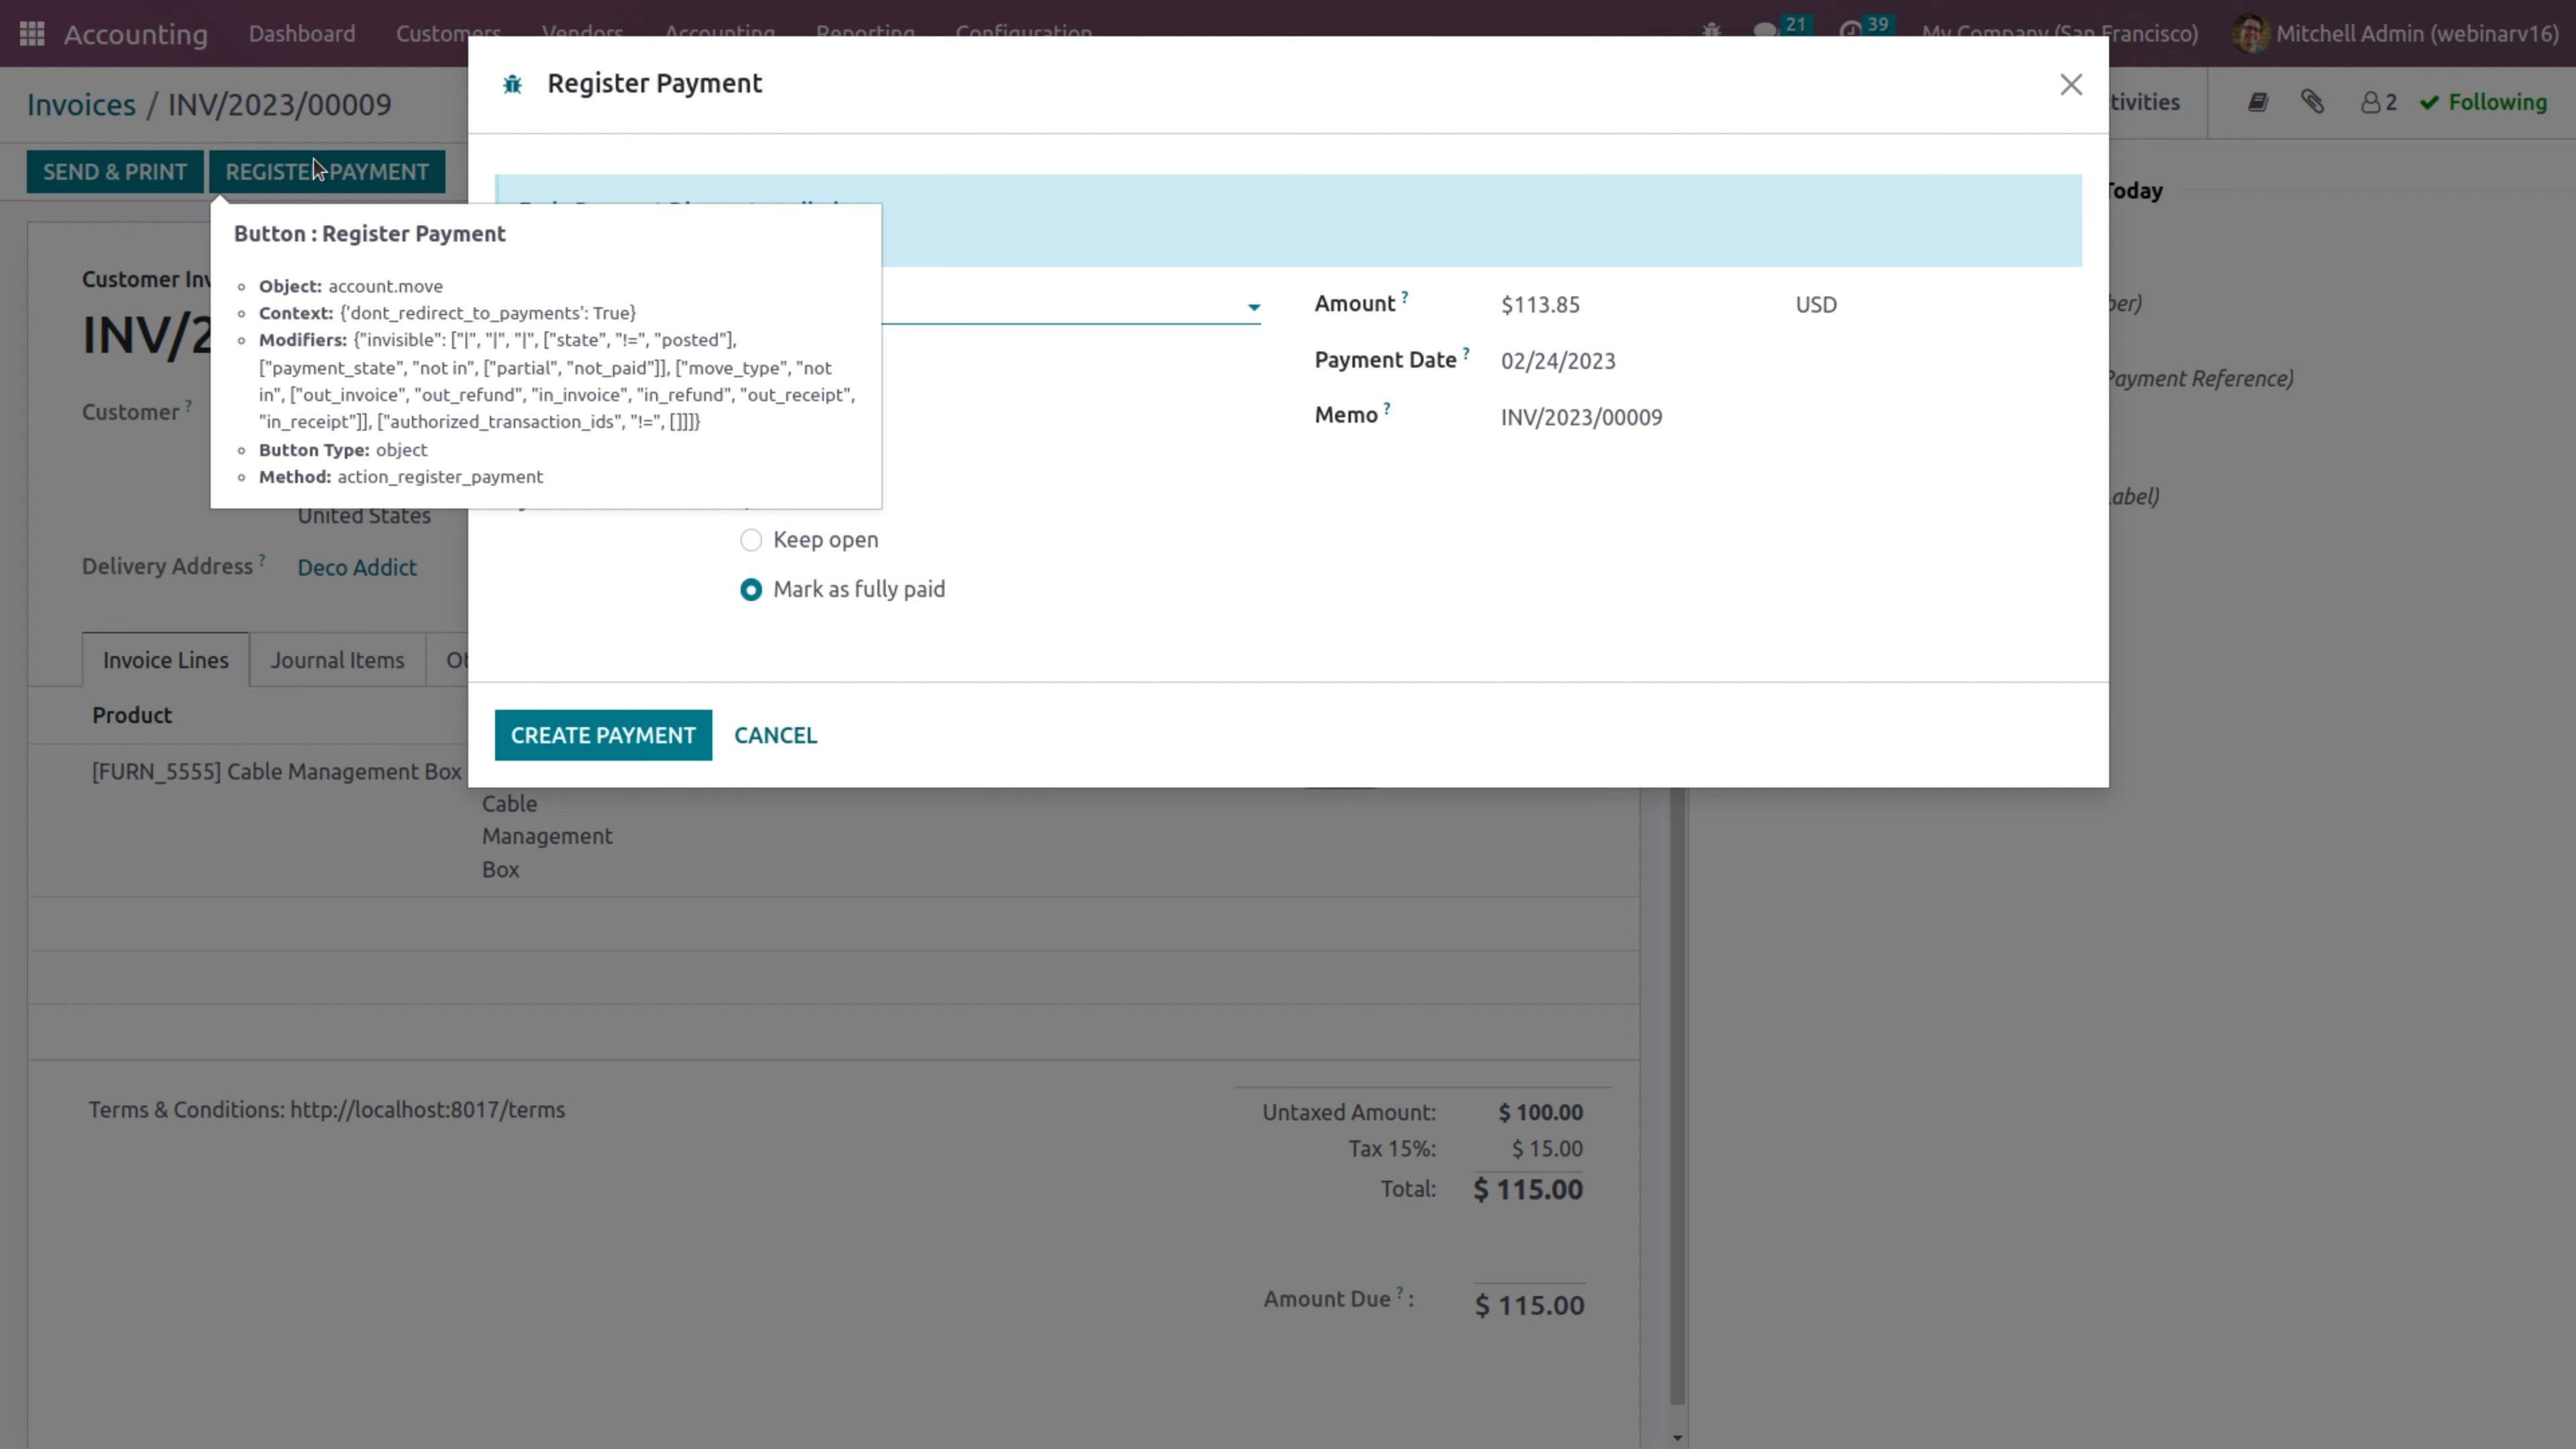 Accounting Dashboard Customers Vendors Accounting Reporting Configuration 21 39 My Company (San Francisco) Mitchell Admin (webinarv16)
Register Payment
Invoices / INV/2023/00009
tivities 2 Following
SEND & PRINT REGISTER PAYMENT
Today
Button : Register Payment
Customer Inv
Object: account.move
Context: {'dont_redirect_to_payments': True}
INV/2
Modifiers: {"invisible": ["|", "|", "|", ["state", "!=", "posted"],
["payment_state", "not in", ["partial", "not_paid"]], ["move_type", "not
in", ["out_invoice", "out_refund", "in_invoice", "in_refund", "out_receipt",
"in_receipt"]], ["authorized_transaction_ids", "!=", []]]}
Button Type: object
Method: action_register_payment
Amount ? $113.85 USD
Payment Date ? 02/24/2023
Memo ? INV/2023/00009
ber)
Payment Reference)
Label)
Customer ?
United States
Delivery Address ? Deco Addict
Keep open
Mark as fully paid
Invoice Lines Journal Items Ot
CREATE PAYMENT CANCEL
Product
[FURN_5555] Cable Management Box
Cable
Management
Box
Terms & Conditions: http://localhost:8017/terms
Untaxed Amount: $ 100.00
Tax 15%: $ 15.00
Total: $ 115.00
Amount Due ? : $ 115.00